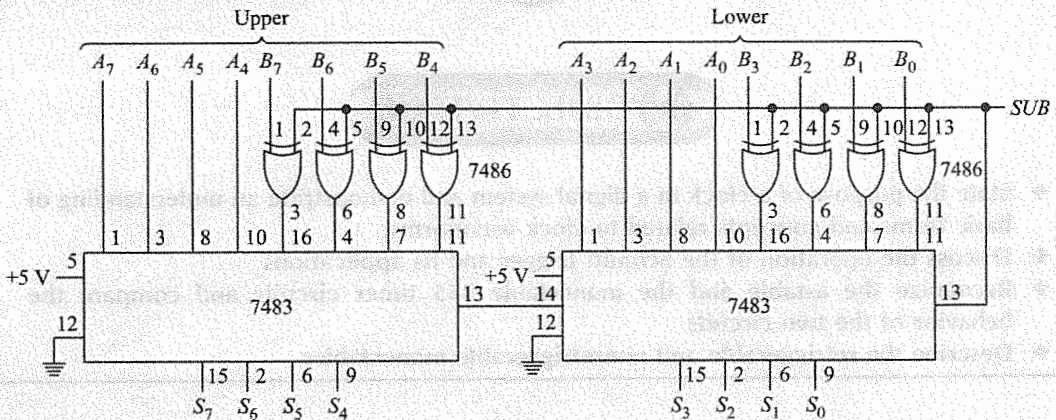 Upper Lower
A7 A6 A5 A4 B7 B6 B5 B4 A3 A2 A1 A0 B3 B2 B1 B0
SUB
1 2 4 5 9 10 12 13 1 2 4 5 9 10 12 13
7486 7486
3 6 8 11 3 6 8 11
1 3 8 10 16 4 7 11 1 3 8 10 16 4 7 11
+5 V 5 7483 13 +5 V 5 14 7483 13
12 12
15 2 6 9 15 2 6 9
S7 S6 S5 S4 S3 S2 S1 S0